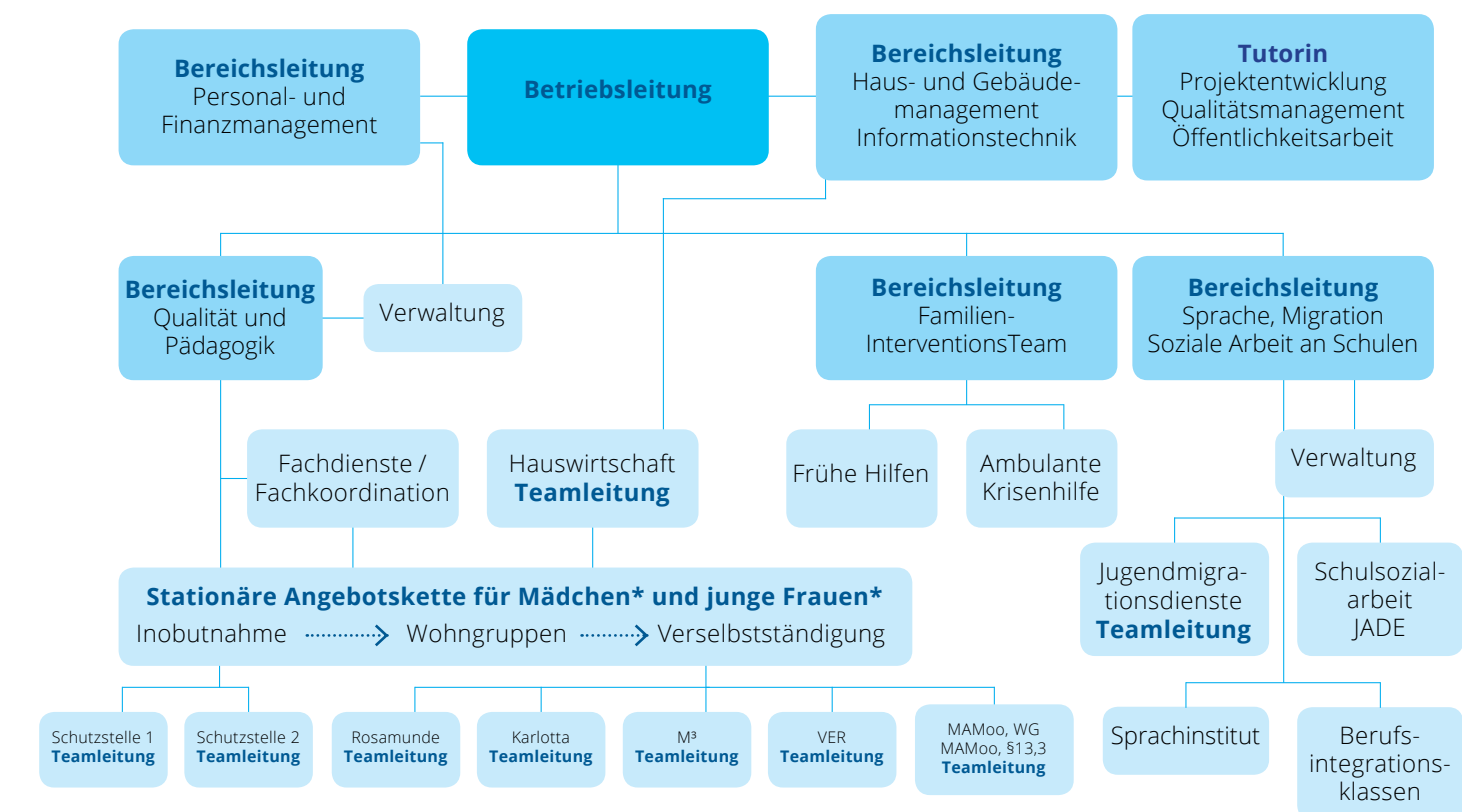 Bereichsleitung
Personal- und
Finanzmanagement
Betriebsleitung
Bereichsleitung
Haus- und Gebäude-
management
Informationstechnik
Tutorin
Projektentwicklung
Qualitätsmanagement
Öffentlichkeitsarbeit
Bereichsleitung
Qualität und
Pädagogik
Verwaltung
Bereichsleitung
Familien-
InterventionsTeam
Bereichsleitung
Sprache, Migration
Soziale Arbeit an Schulen
Fachdienste /
Fachkoordination
Hauswirtschaft
Teamleitung
Frühe Hilfen
Ambulante
Krisenhilfe
Verwaltung
Stationäre Angebotskette für Mädchen* und junge Frauen*
Inobutnahme Wohngruppen Verselbstständigung
Jugendmigra-
tionsdienste
Teamleitung
Schulsozial-
arbeit
JADE
Schutzstelle 1
Teamleitung
Schutzstelle 2
Teamleitung
Rosamunde
Teamleitung
Karlotta
Teamleitung
M³
Teamleitung
VER
Teamleitung
MAMoo, WG
MAMoo, §13,3
Teamleitung
Sprachinstitut
Berufs-
integrations-
klassen